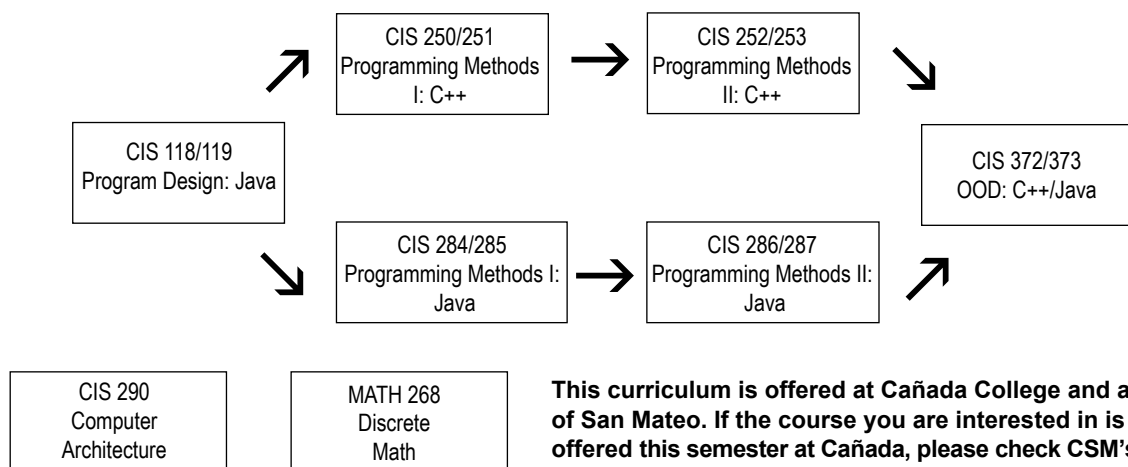 CIS 250/251
Programming Methods
I: C++
CIS 252/253
Programming Methods
II: C++
CIS 118/119
Program Design: Java
CIS 372/373
OOD: C++/Java
CIS 284/285
Programming Methods I:
Java
CIS 286/287
Programming Methods II:
Java
CIS 290
Computer
Architecture
MATH 268
Discrete
Math
This curriculum is offered at Cañada College and a
of San Mateo. If the course you are interested in is
offered this semester at Cañada, please check CSM's